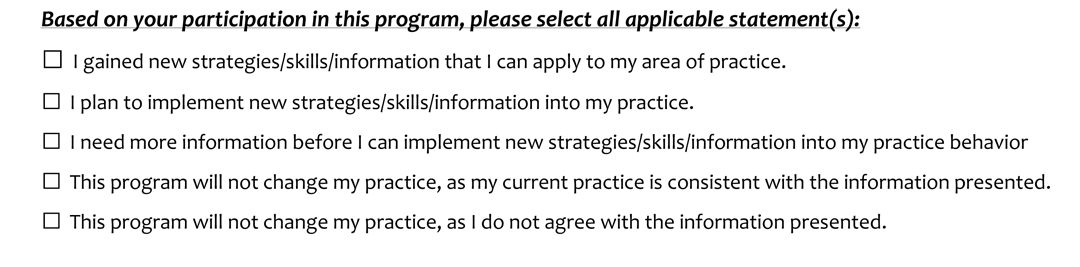 Based on your participation in this program, please select all applicable statement(s):
☐ I gained new strategies/skills/information that I can apply to my area of practice.
☐ I plan to implement new strategies/skills/information into my practice.
☐ I need more information before I can implement new strategies/skills/information into my practice behavior
☐ This program will not change my practice, as my current practice is consistent with the information presented.
☐ This program will not change my practice, as I do not agree with the information presented.